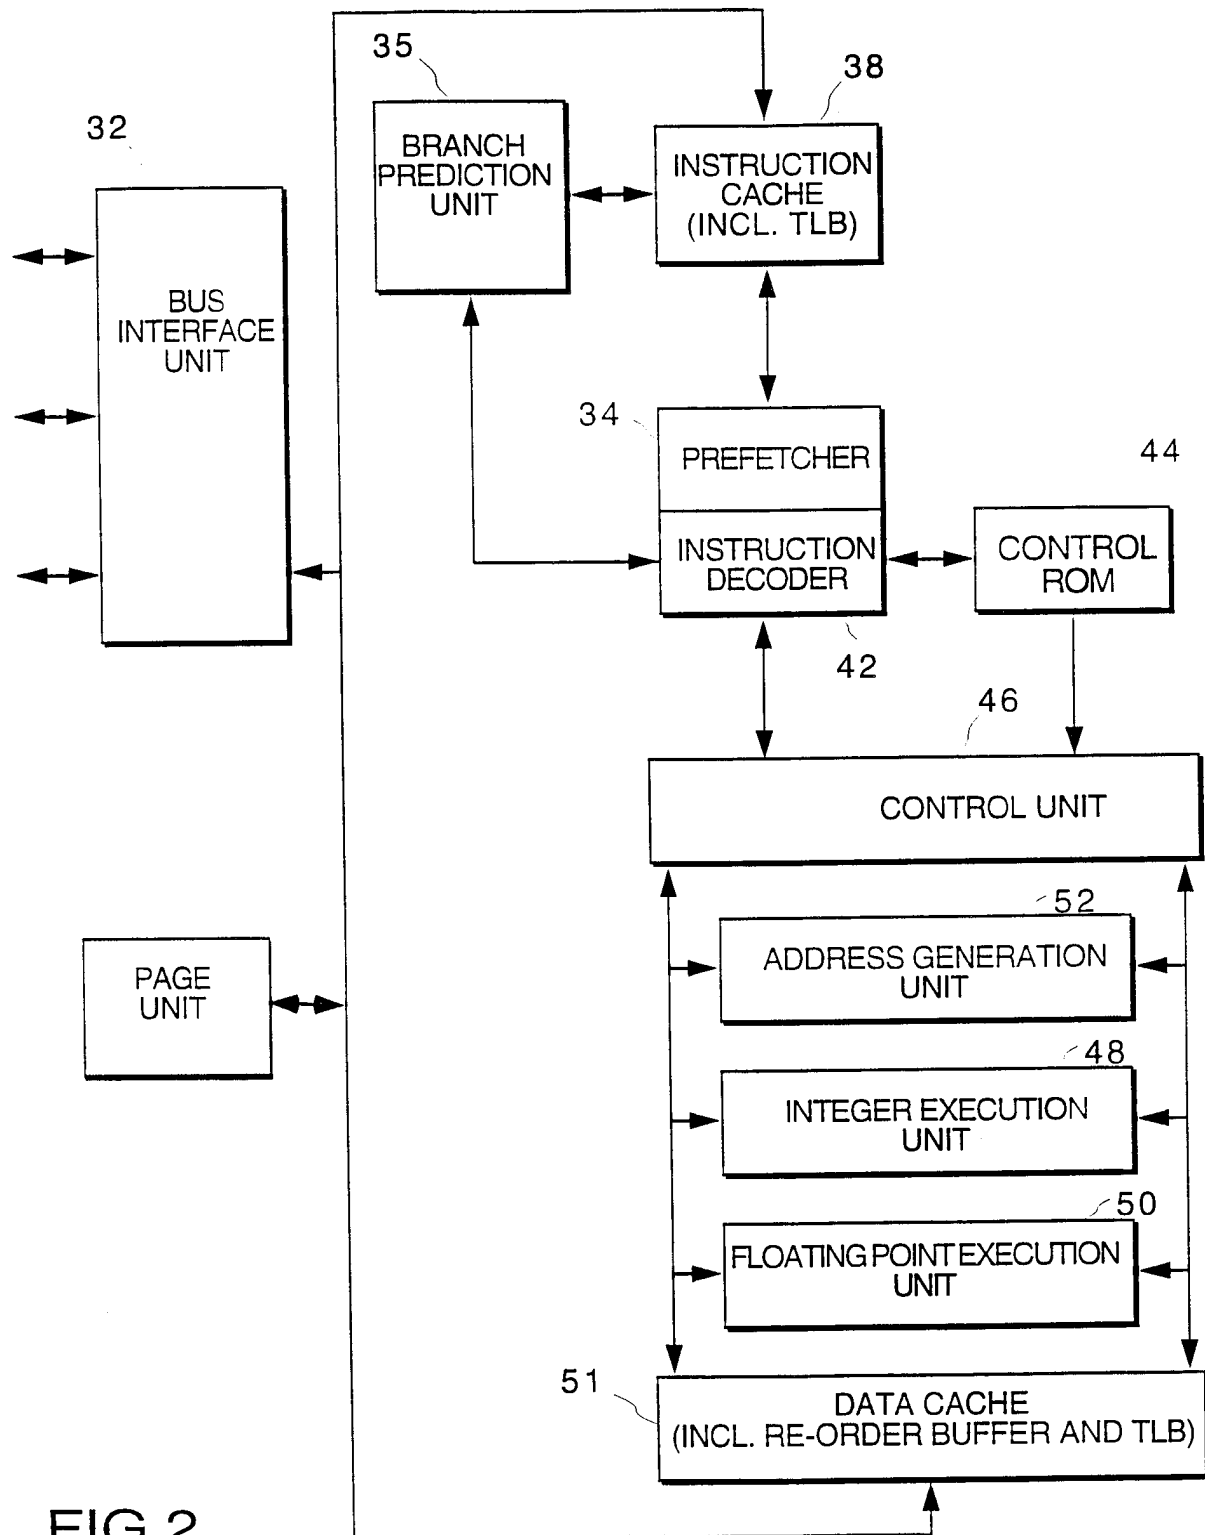 35
38
32
BRANCH
PREDICTION
UNIT
INSTRUCTION
CACHE
(INCL. TLB)
BUS
INTERFACE
UNIT
34
PREFETCHER
44
INSTRUCTION
DECODER
CONTROL
ROM
42
46
CONTROL UNIT
52
ADDRESS GENERATION
UNIT
PAGE
UNIT
48
INTEGER EXECUTION
UNIT
50
FLOATING POINT EXECUTION
UNIT
51
DATA CACHE
(INCL. RE-ORDER BUFFER AND TLB)
FIG 2